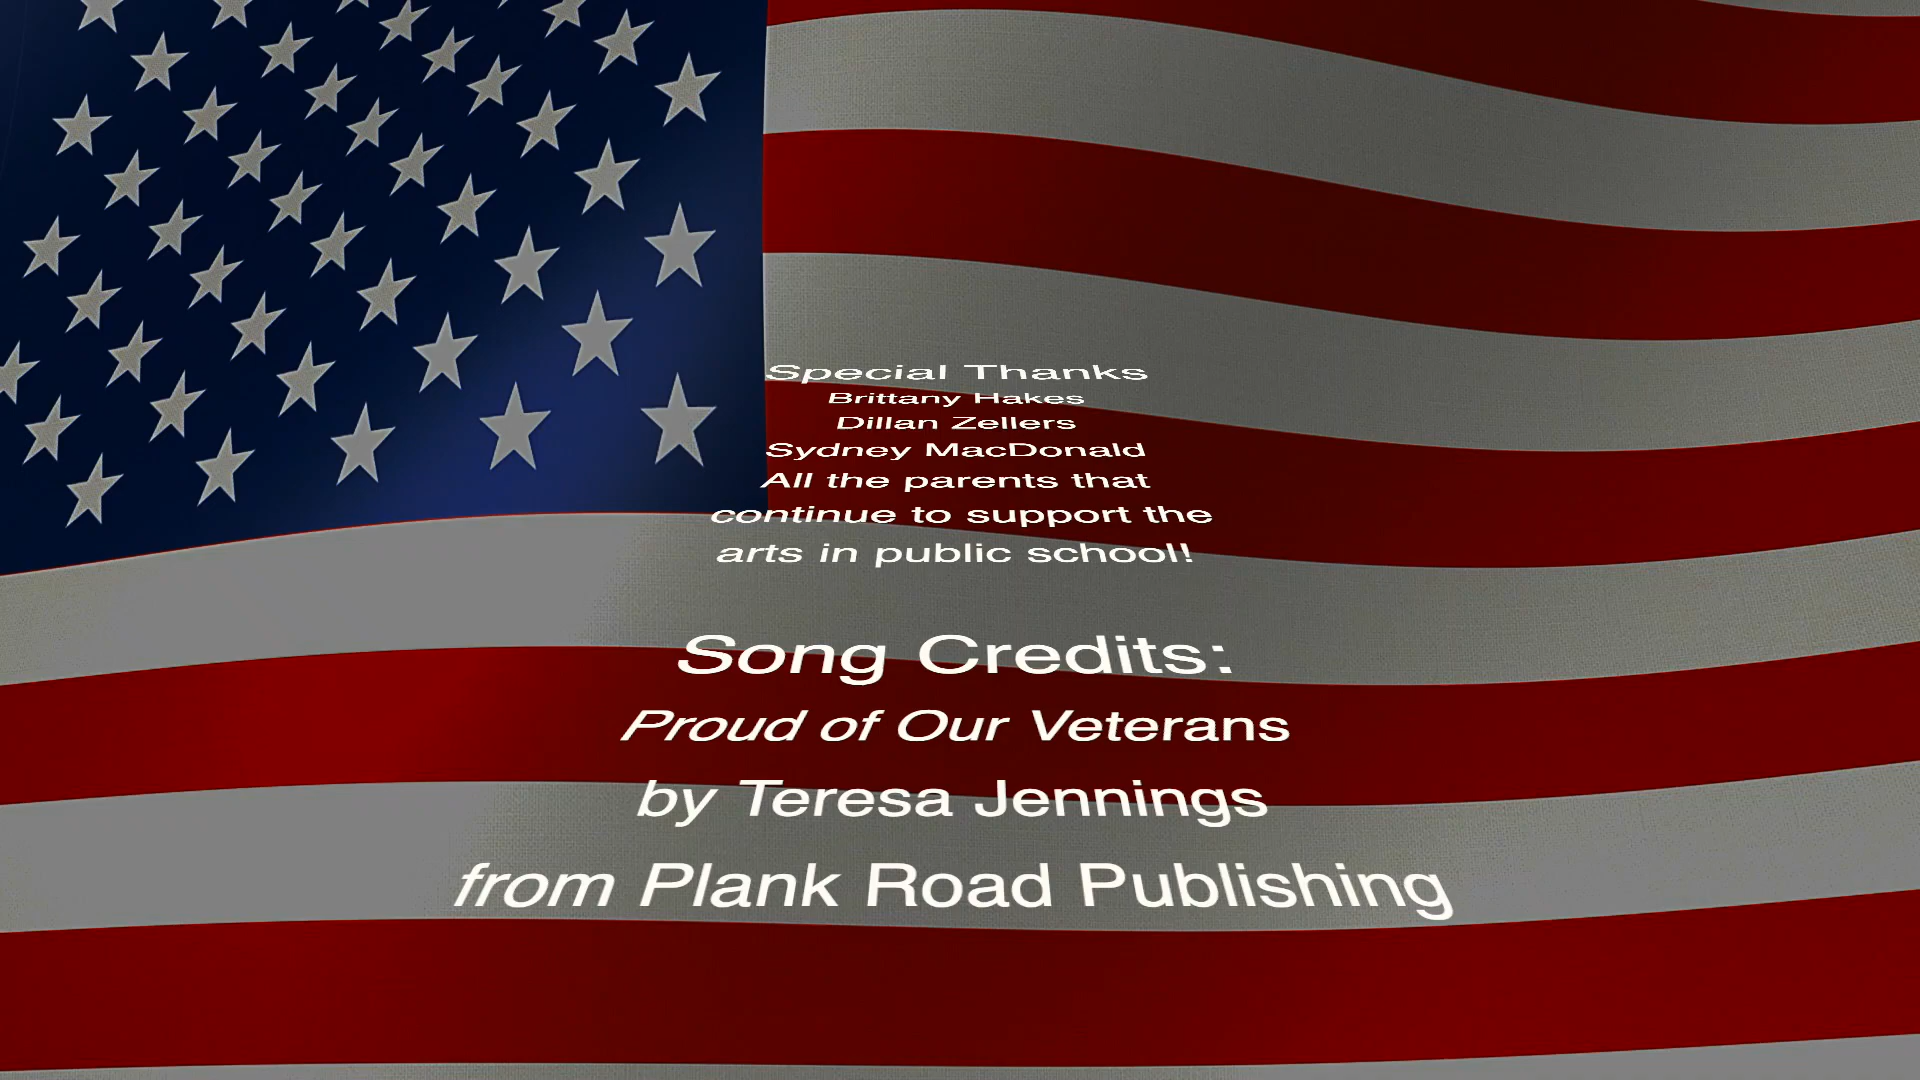 Special Thanks
Brittany Hakes
Dillan Zellers
Sydney MacDonald
All the parents that
continue to support the
arts in public school!
Song Credits:
Proud of Our Veterans
by Teresa Jennings
from Plank Road Publishing